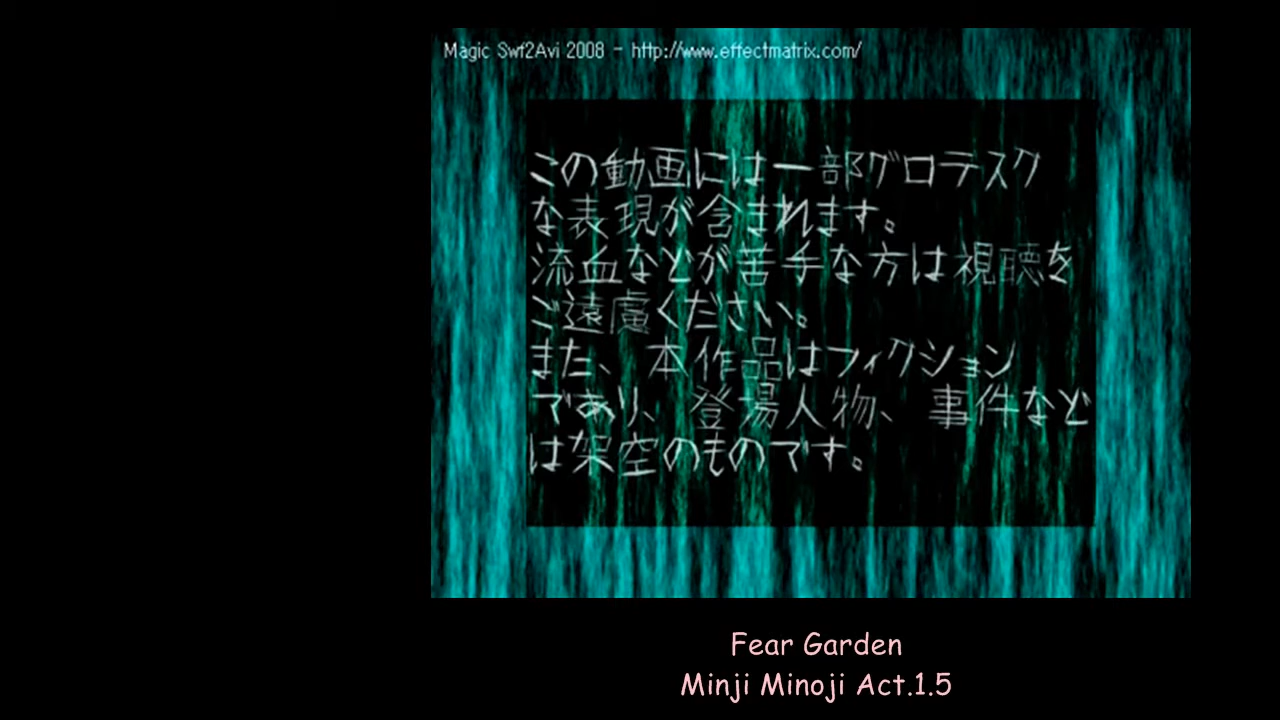 Magic Swf2Avi 2008 - http://www.effectmatrix.com/
この動画には一部グロテスク
な表現が含まれます。
流血などが苦手な方は視聴を
ご遠慮ください。
また、本作品はフィクション
であり、登場人物、事件など
は架空のものです。
Fear Garden
Minji Minoji Act.1.5